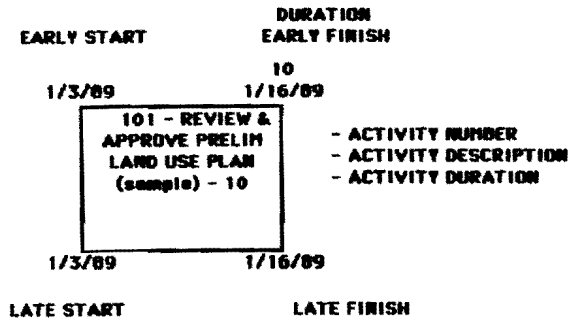 DURATION
EARLY START EARLY FINISH
10
1/3/89 1/16/89
101 - REVIEW &
APPROVE PRELIM
LAND USE PLAN
(sample) - 10
- ACTIVITY NUMBER
- ACTIVITY DESCRIPTION
- ACTIVITY DURATION
1/3/89 1/16/89
LATE START LATE FINISH